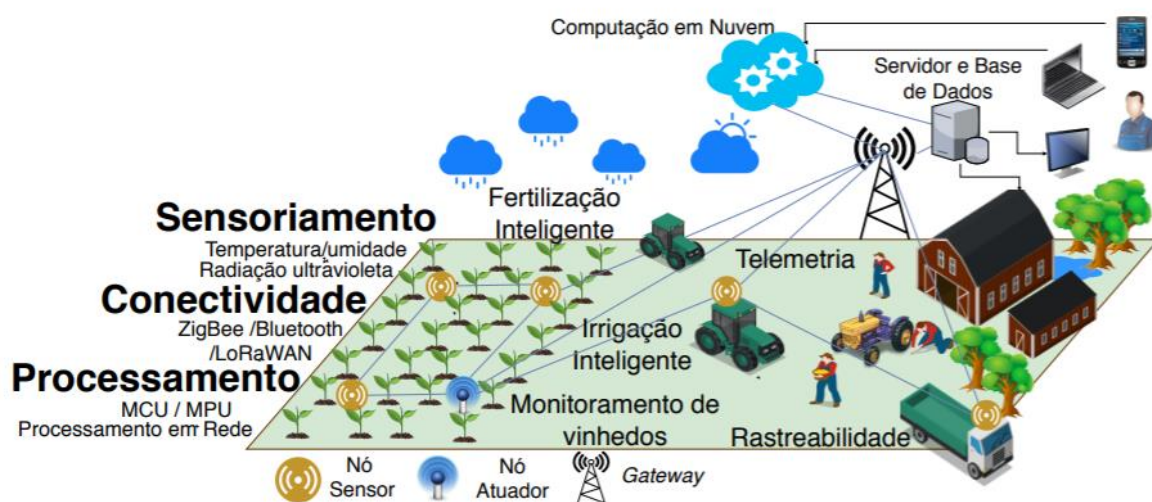 Computação em Nuvem
Servidor e Base
de Dados
Fertilização
Inteligente
Sensoriamento
Temperatura/umidade
Radiação ultravioleta
Telemetria
Conectividade
ZigBee /Bluetooth
/LoRaWAN
Irrigação
Inteligente
Processamento
MCU / MPU
Processamento em Rede
Monitoramento de
vinhedos
Rastreabilidade
Nó
Sensor
Nó
Atuador
Gateway